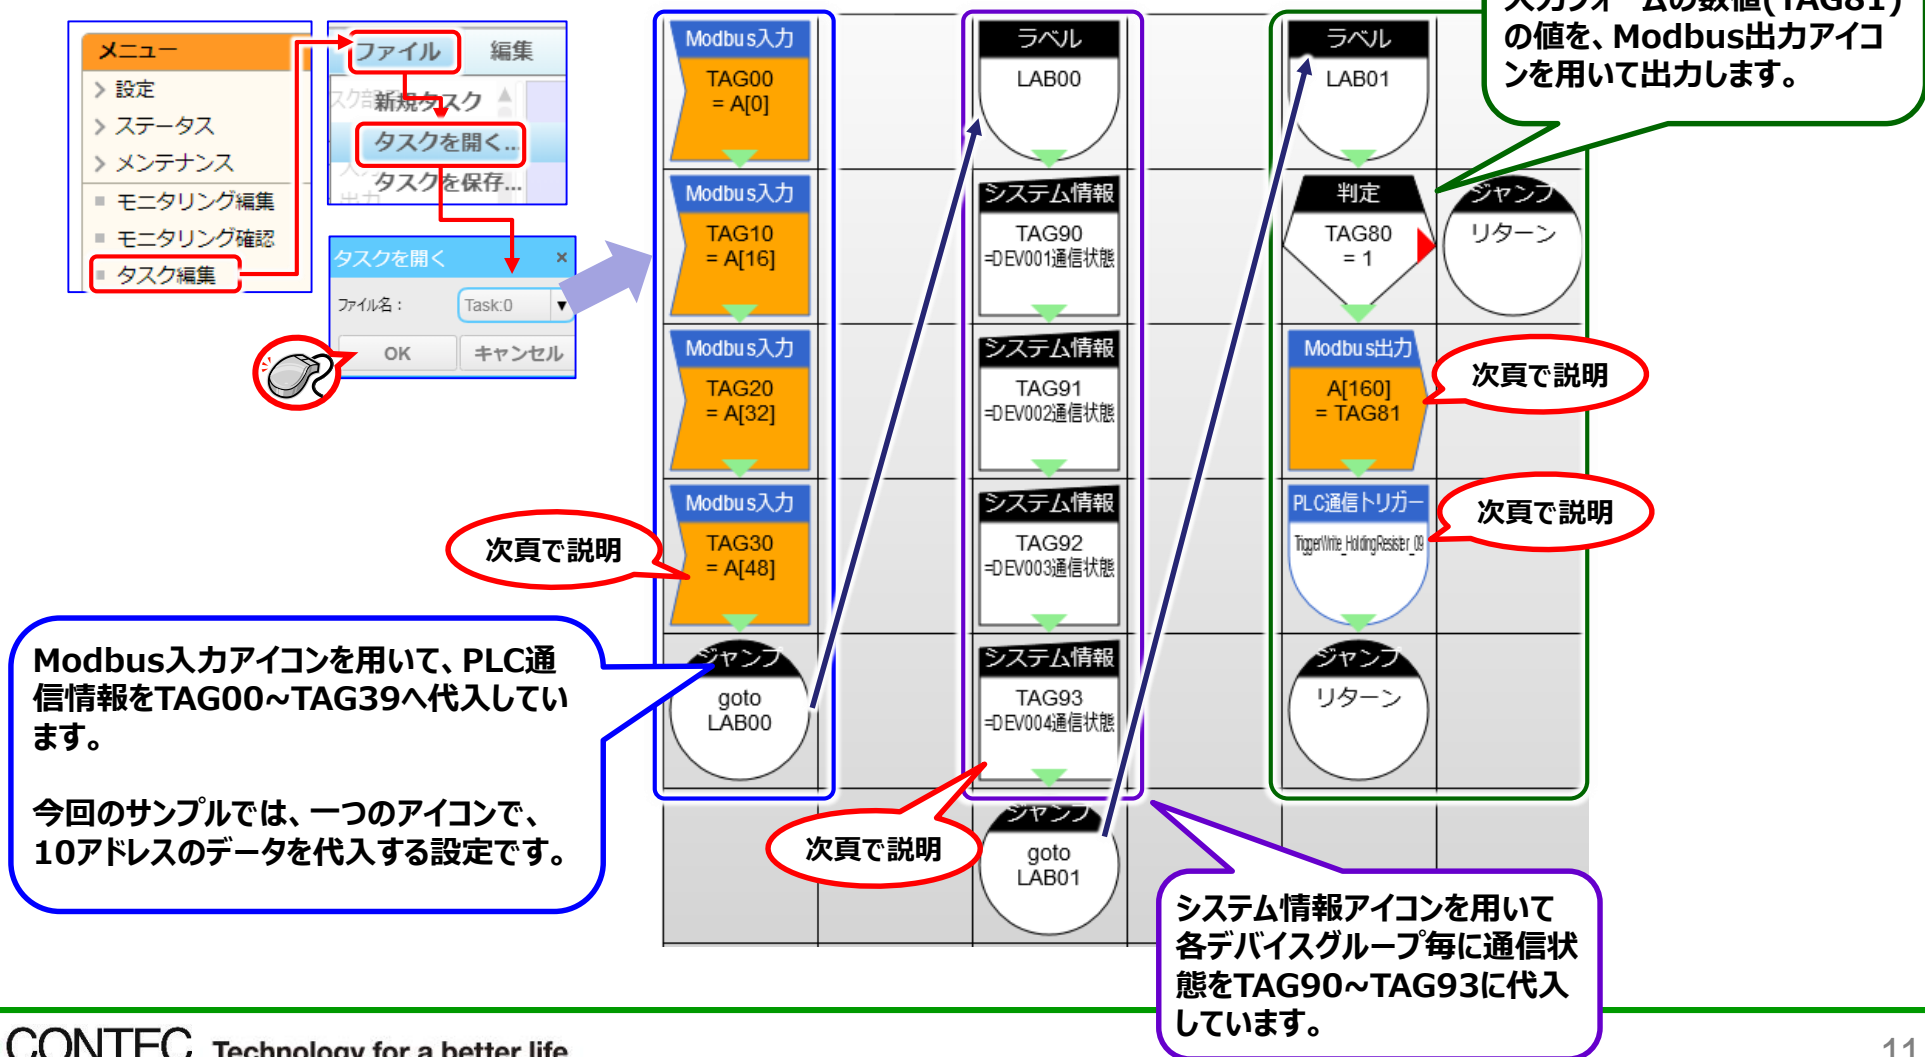 メニュー
設定
ステータス
メンテナンス
モニタリング編集
モニタリング確認
タスク編集
ファイル 編集
新規タスク
タスクを開く...
タスクを保存...
タスクを開く ×
ファイル名： Task:0
OK キャンセル
Modbus入力
TAG00
= A[0]
Modbus入力
TAG10
= A[16]
Modbus入力
TAG20
= A[32]
Modbus入力
TAG30
= A[48]
ジャンプ
goto
LAB00
次頁で説明
Modbus入力アイコンを用いて、PLC通
信情報をTAG00～TAG39へ代入してい
ます。
今回のサンプルでは、一つのアイコンで、
10アドレスのデータを代入する設定です。
ラベル
LAB00
システム情報
TAG90
=DEV001通信状態
システム情報
TAG91
=DEV002通信状態
システム情報
TAG92
=DEV003通信状態
システム情報
TAG93
=DEV004通信状態
ジャンプ
goto
LAB01
次頁で説明
システム情報アイコンを用いて
各デバイスグループ毎に通信状
態をTAG90～TAG93に代入
しています。
ラベル
LAB01
判定
TAG80
= 1
ジャンプ
リターン
Modbus出力
A[160]
= TAG81
PLC通信トリガー
TriggerWrite_HoldingResister_09
ジャンプ
リターン
次頁で説明
次頁で説明
入力フォームの数値(TAG81)
の値を、Modbus出力アイコ
ンを用いて出力します。
CONTEC Technology for a better life
11